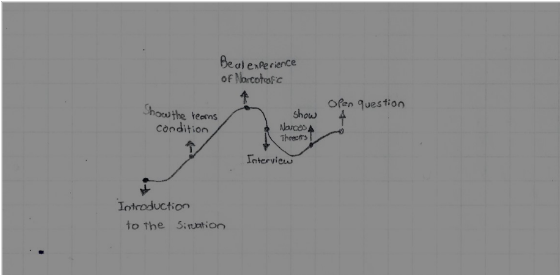 Real experience
of Narcotrafic
Show the teams
condition
Show
Narcos
Threats
Open question
Interview
Introduction
to The Situation